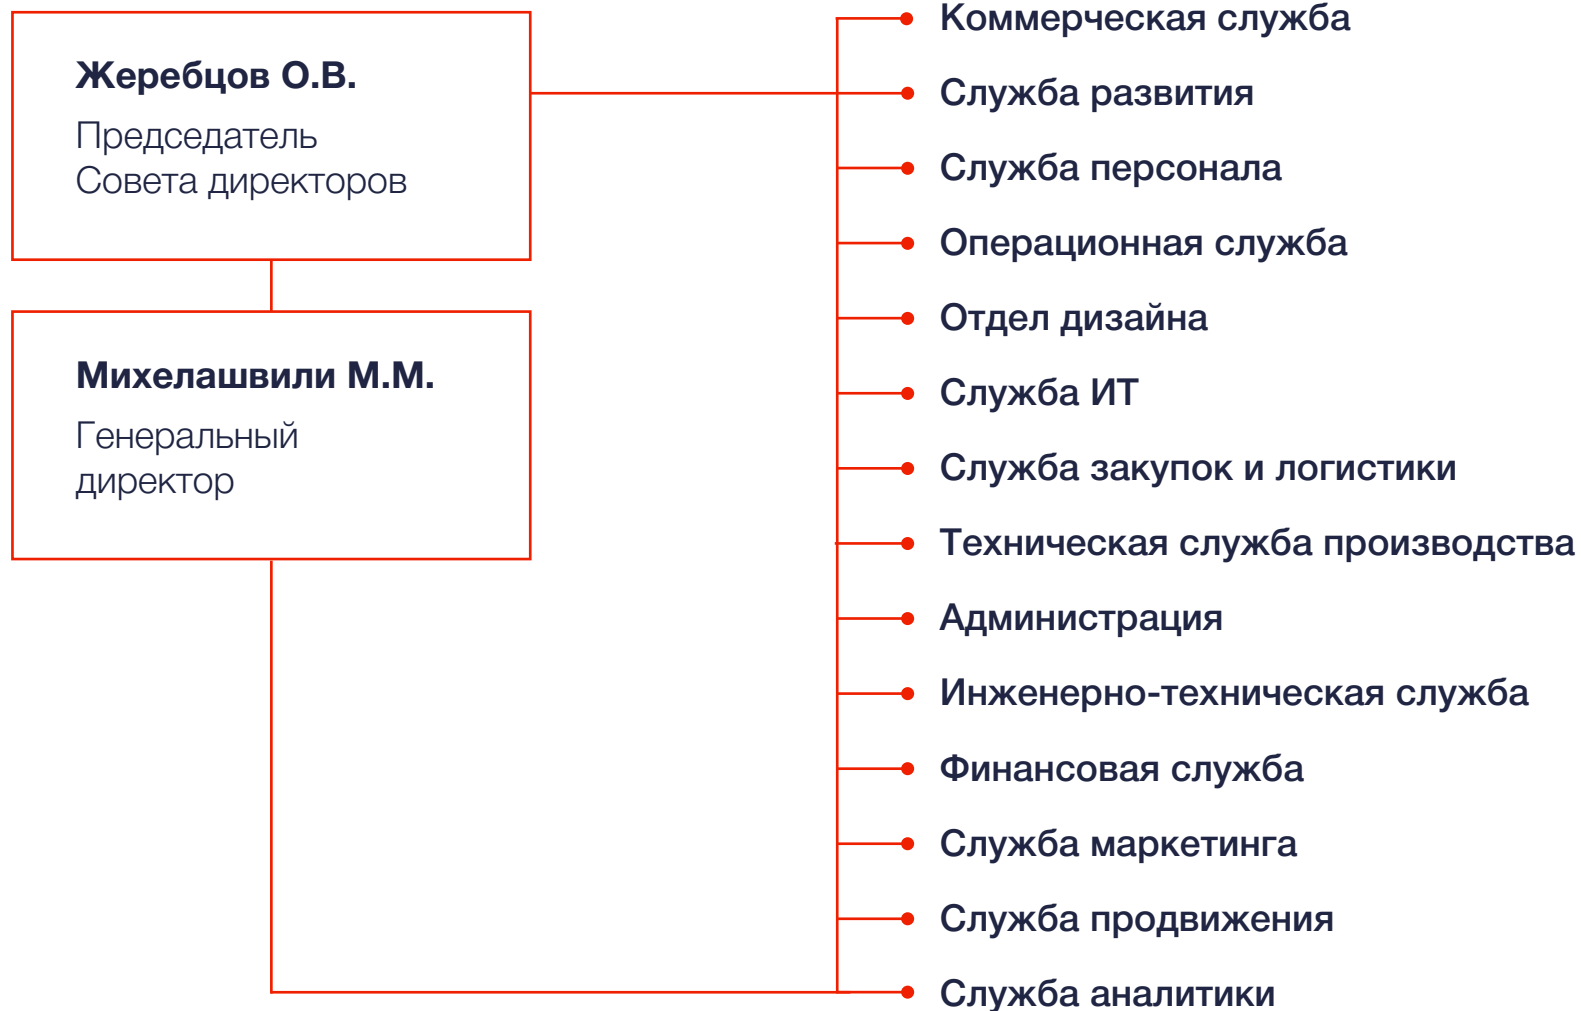 Жеребцов О.В.
Председатель
Совета директоров
Михелашвили М.М.
Генеральный
директор
Коммерческая служба
Служба развития
Служба персонала
Операционная служба
Отдел дизайна
Служба ИТ
Служба закупок и логистики
Техническая служба производства
Администрация
Инженерно-техническая служба
Финансовая служба
Служба маркетинга
Служба продвижения
Служба аналитики